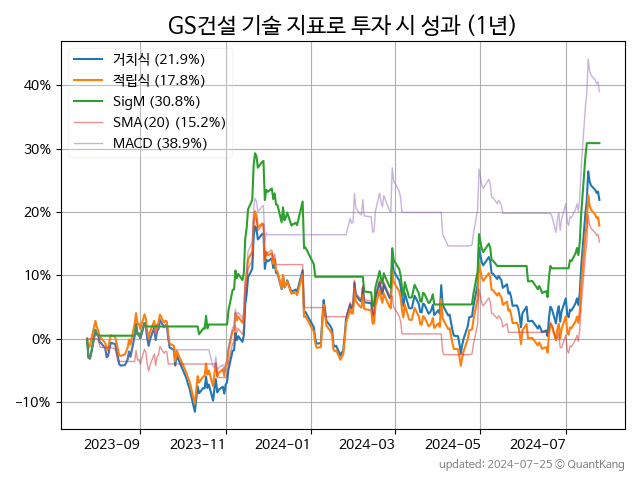 GS건설 기술 지표로 투자 시 성과 (1년)
거치식 (21.9%)
적립식 (17.8%)
SigM (30.8%)
SMA(20) (15.2%)
MACD (38.9%)
40%
30%
20%
10%
0%
−10%
2023-09 2023-11 2024-01 2024-03 2024-05 2024-07
updated: 2024-07-25 © QuantKang